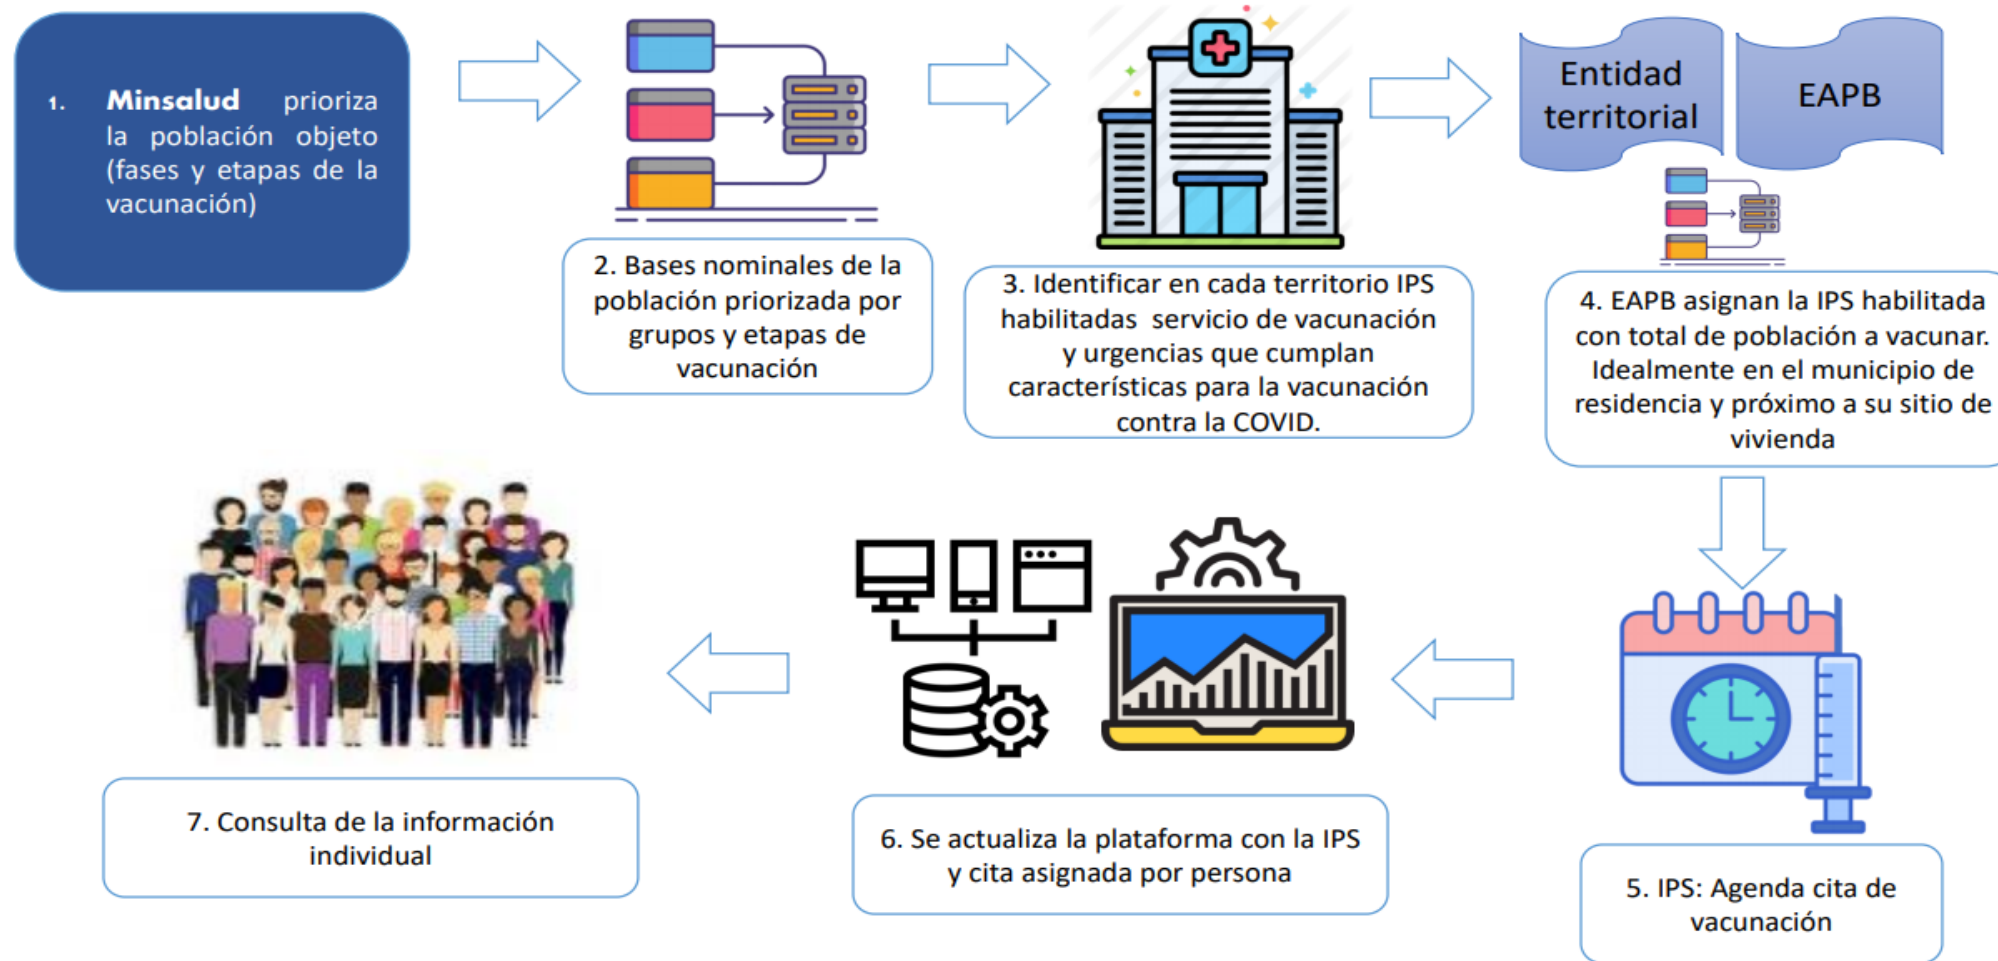 1. Minsalud prioriza
la población objeto
(fases y etapas de la
vacunación)
2. Bases nominales de la
población priorizada por
grupos y etapas de
vacunación
3. Identificar en cada territorio IPS
habilitadas servicio de vacunación
y urgencias que cumplan
características para la vacunación
contra la COVID.
Entidad
territorial
EAPB
4. EAPB asignan la IPS habilitada
con total de población a vacunar.
Idealmente en el municipio de
residencia y próximo a su sitio de
vivienda
5. IPS: Agenda cita de
vacunación
6. Se actualiza la plataforma con la IPS
y cita asignada por persona
7. Consulta de la información
individual